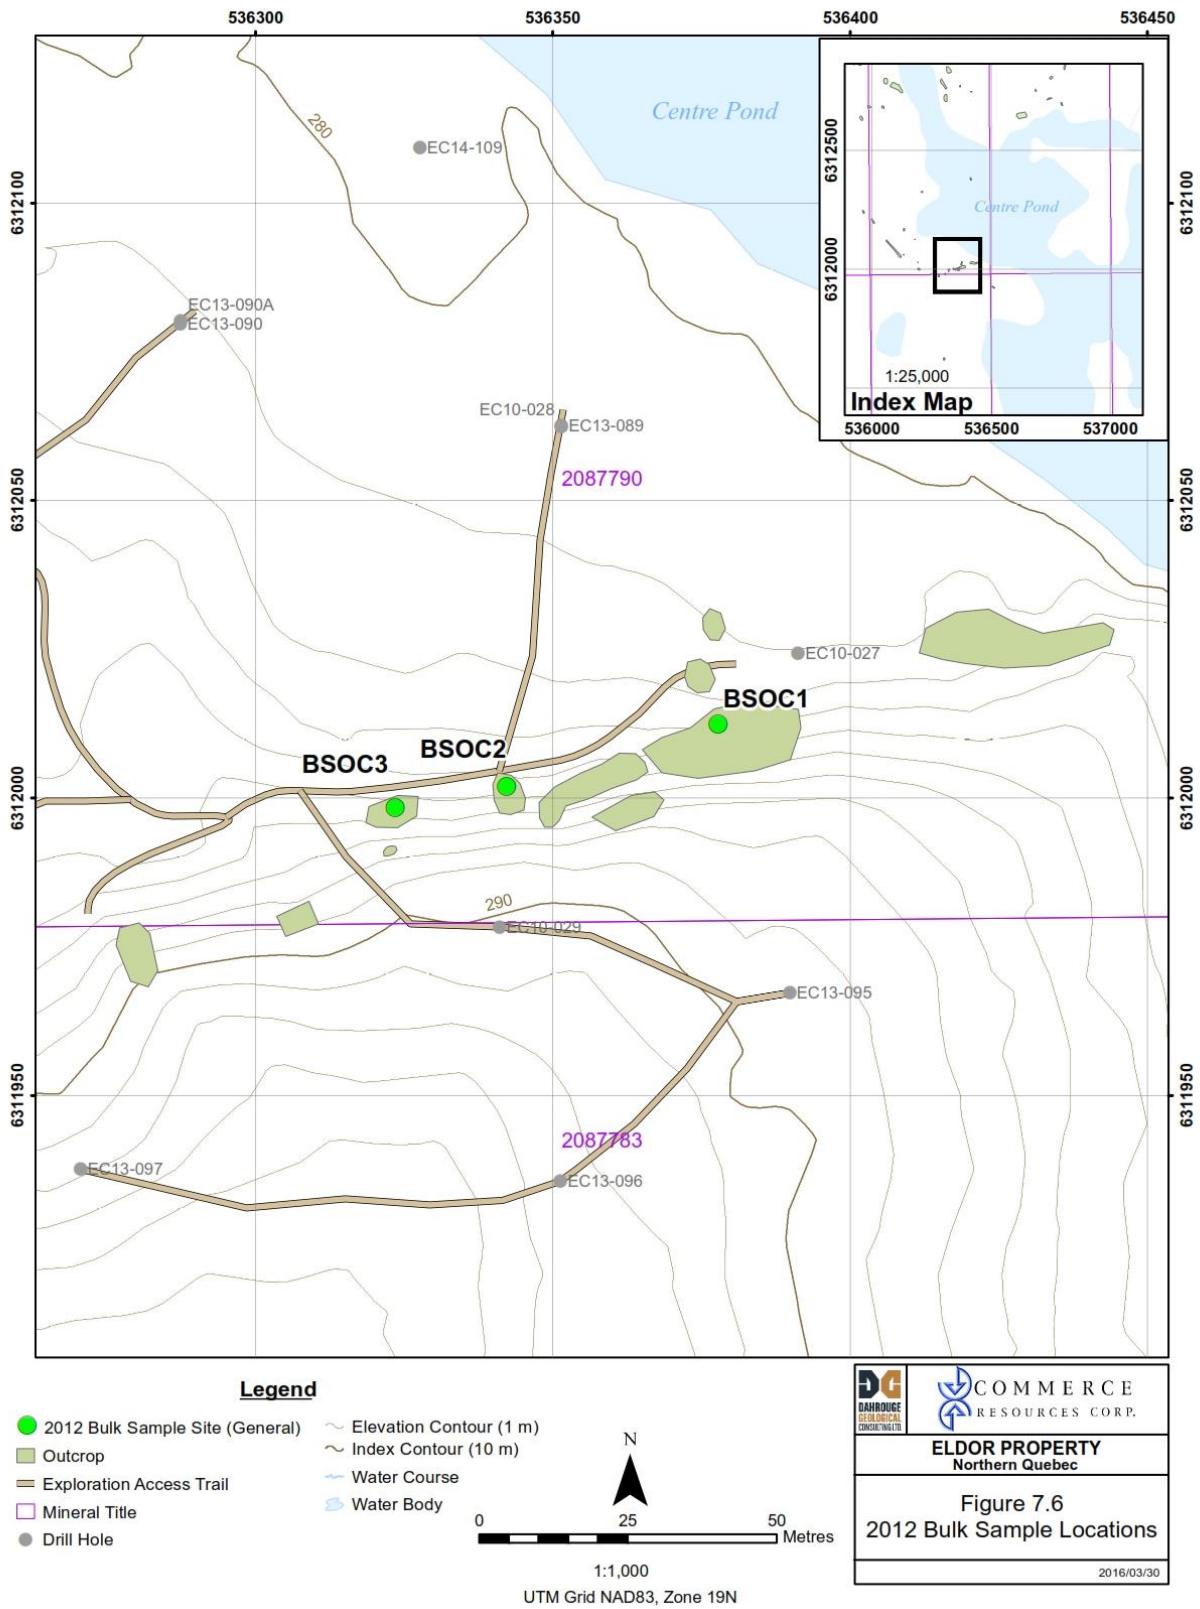 536300
536350
536400
536450
6312100
6312050
6312000
6311950
6312100
6312050
6312000
6311950
Centre Pond
280
EC14-109
EC13-090A
EC13-090
EC10-028
EC13-089
2087790
EC10-027
BSOC1
BSOC2
BSOC3
290
EC10-029
EC13-095
2087783
EC13-097
EC13-096
6312500
6312000
Centre Pond
1:25,000
Index Map
536000
536500
537000
Legend
2012 Bulk Sample Site (General)
Outcrop
Exploration Access Trail
Mineral Title
Drill Hole
Elevation Contour (1 m)
Index Contour (10 m)
Water Course
Water Body
N
0
25
50
Metres
1:1,000
UTM Grid NAD83, Zone 19N
DAHROUGE
GEOLOGICAL
CONSULTING LTD.
COMMERCE
RESOURCES CORP.
ELDOR PROPERTY
Northern Quebec
Figure 7.6
2012 Bulk Sample Locations
2016/03/30